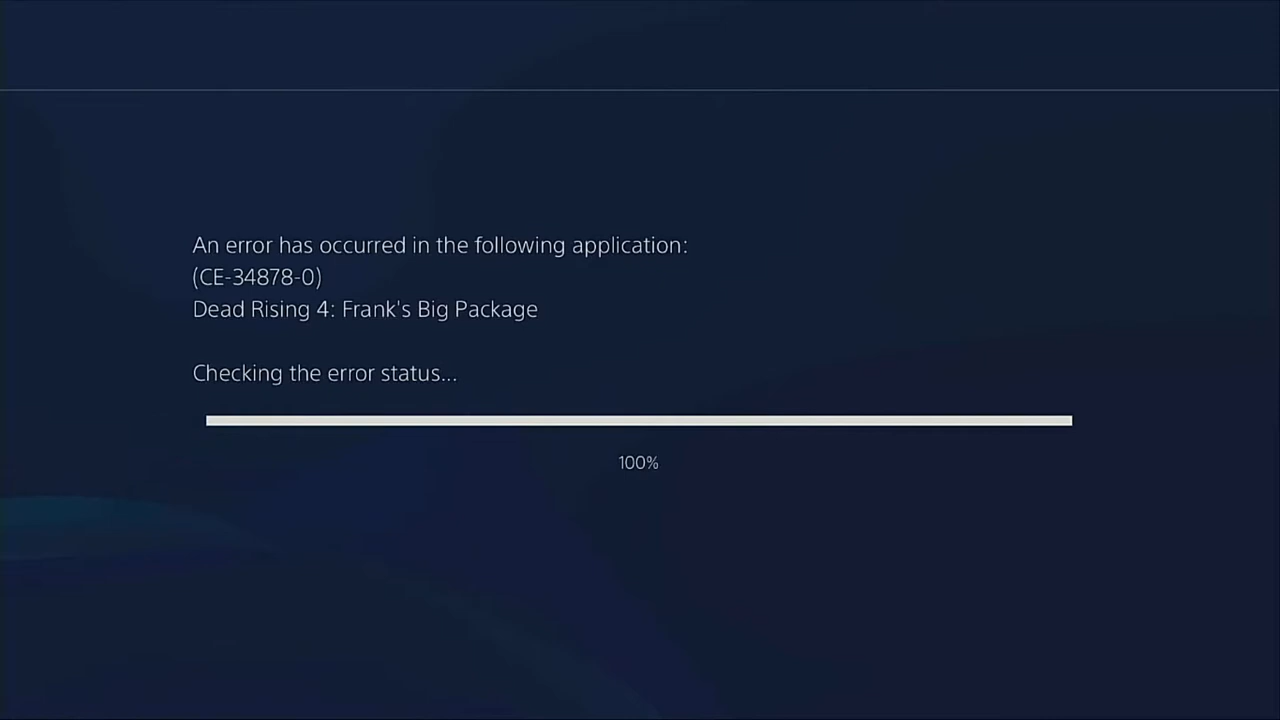 An error has occurred in the following application:
(CE-34878-0)
Dead Rising 4: Frank's Big Package
Checking the error status...
100%